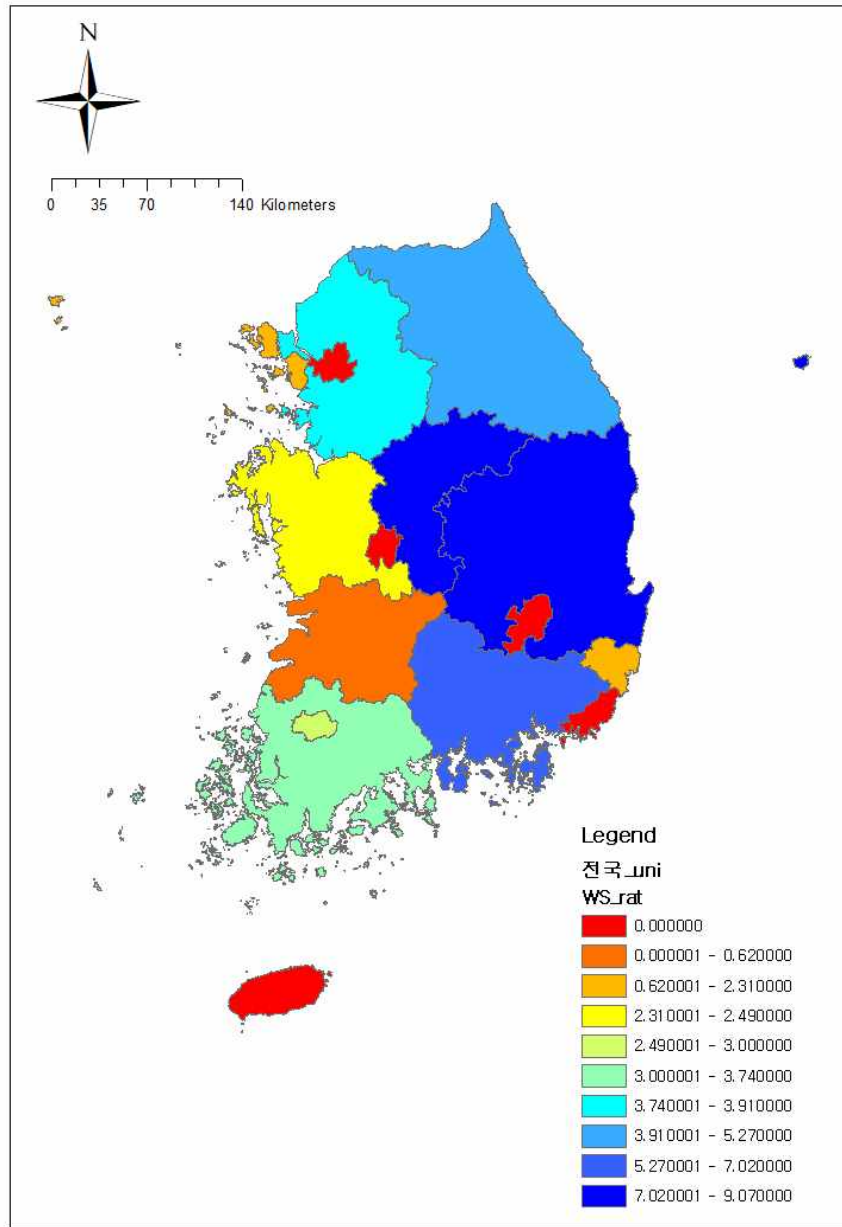 N
0 35 70 140 Kilometers
Legend
전국_uni
WS_rat
0.000000
0.000001 - 0.620000
0.620001 - 2.310000
2.310001 - 2.490000
2.490001 - 3.000000
3.000001 - 3.740000
3.740001 - 3.910000
3.910001 - 5.270000
5.270001 - 7.020000
7.020001 - 9.070000